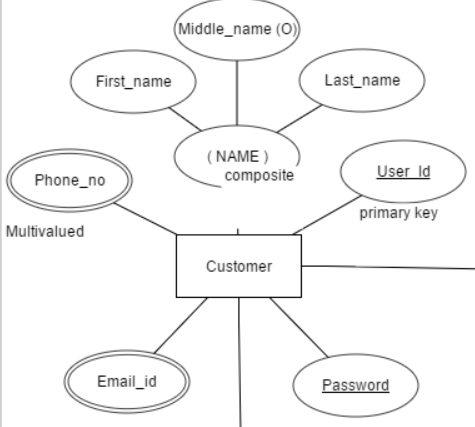 Middle_name (O)
First_name
Last_name
( NAME )
composite
Phone_no
User_Id
primary key
Multivalued
Customer
Email_id
Password